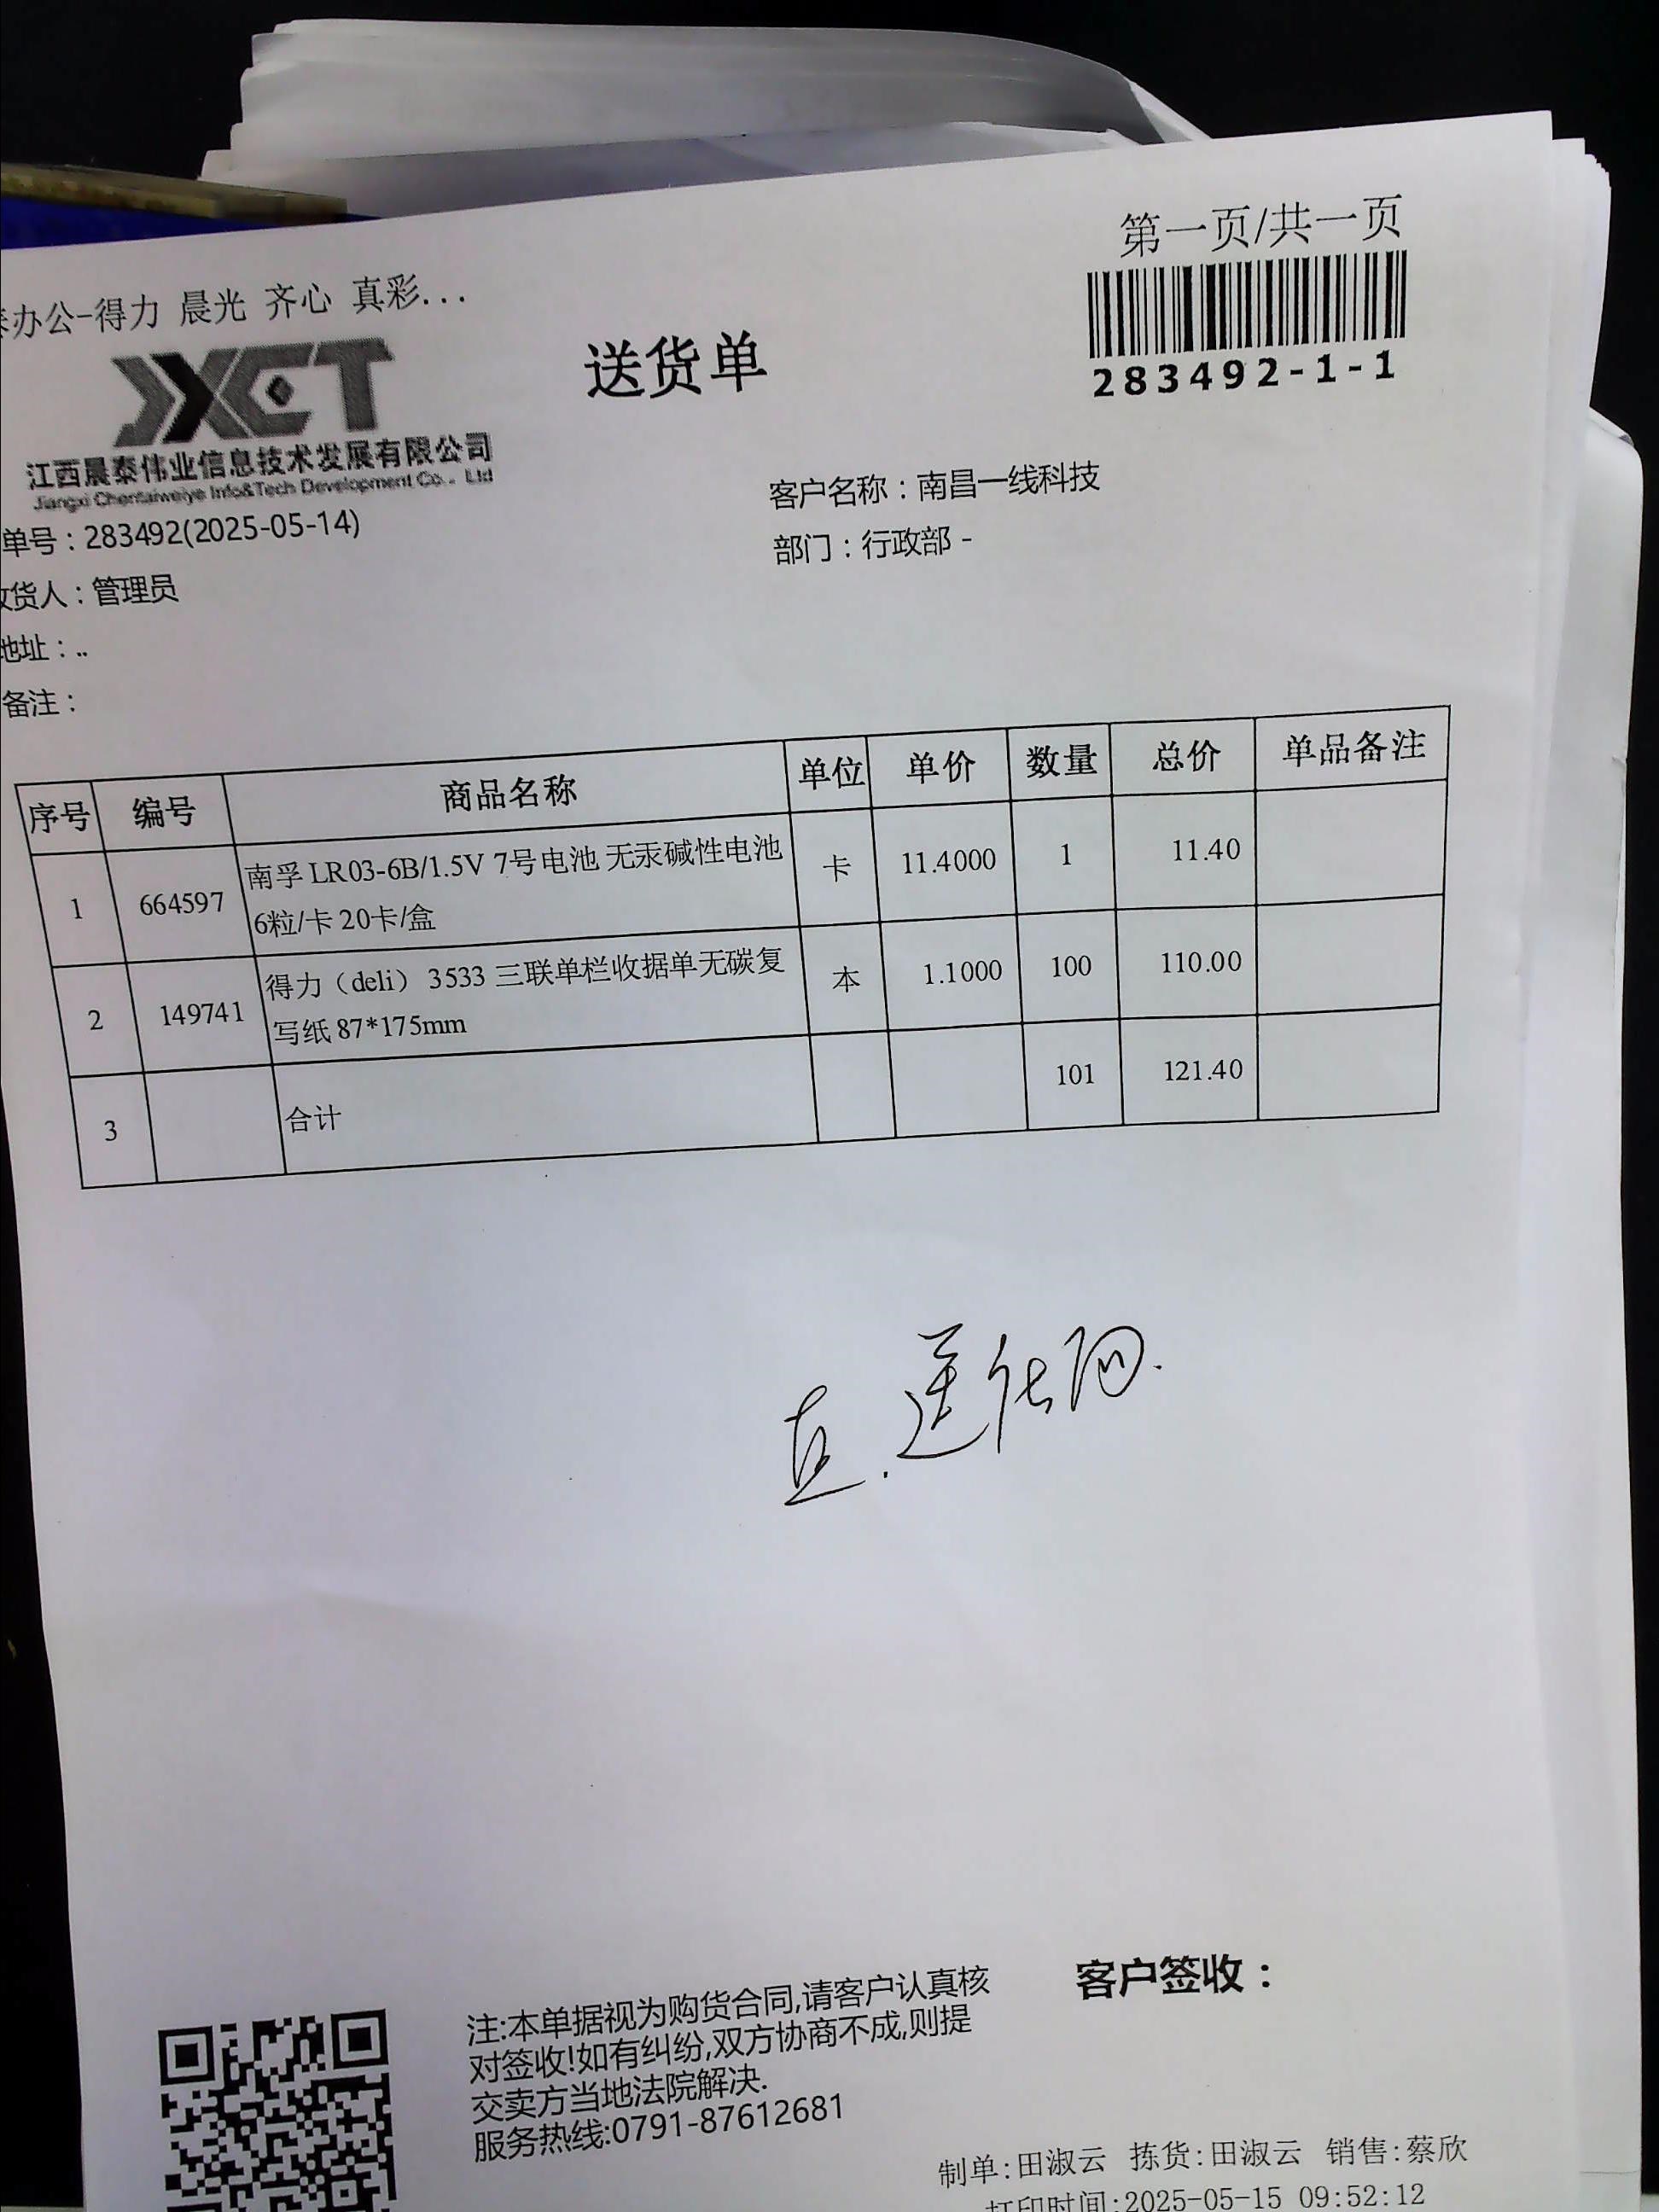 第一页/共一页
泰办公-得力 晨光 齐心 真彩...
283492-1-1
送货单
JXCT
江西晨泰伟业信息技术发展有限公司
Jiangxi Chentaiweiye Info&Tech Development Co., Ltd
客户名称：南昌一线科技
单号：283492(2025-05-14)
部门：行政部 -
收货人：管理员
地址：..
备注：
序号 编号 商品名称 单位 单价 数量 总价 单品备注
1 664597 南孚 LR03-6B/1.5V 7号电池 无汞碱性电池 卡 11.4000 1 11.40
6粒/卡 20卡/盒
2 149741 得力（deli） 3533 三联单栏收据单无碳复 本 1.1000 100 110.00
写纸 87*175mm
3 合计 101 121.40
客户签收：
注:本单据视为购货合同,请客户认真核
对签收!如有纠纷,双方协商不成,则提
交卖方当地法院解决.
服务热线:0791-87612681
制单:田淑云 拣货:田淑云 销售:蔡欣
打印时间:2025-05-15 09:52:12